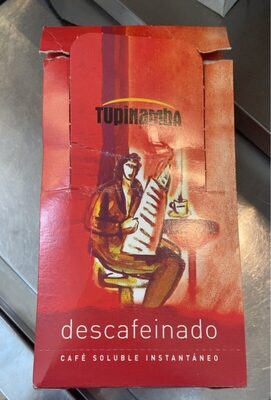 TUPINAMBA
descafeinado
CAFÉ SOLUBLE INSTANTÁNEO